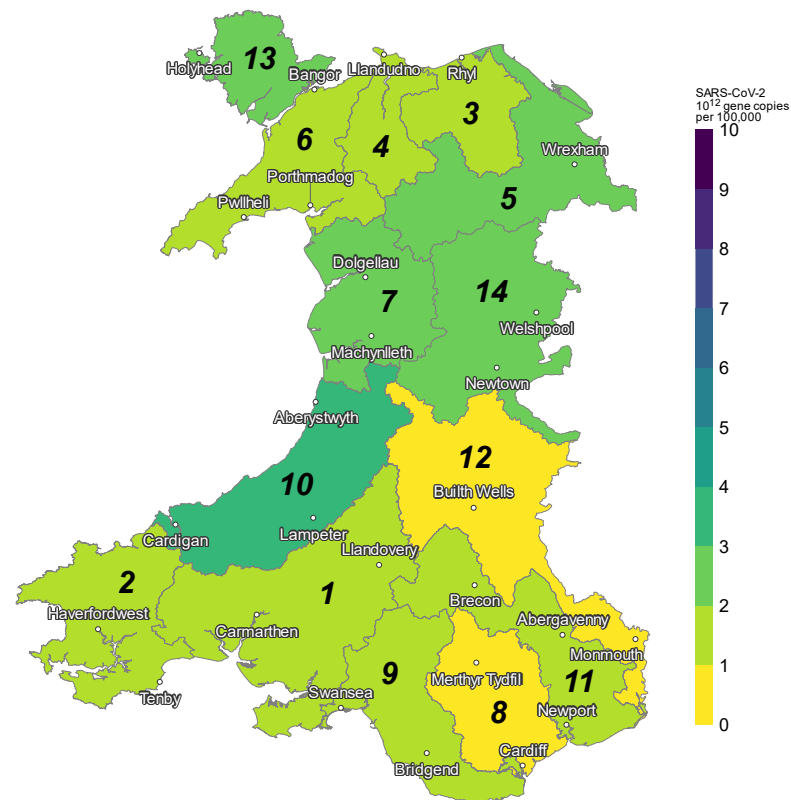 SARS-CoV-2
10¹² gene copies
per 100,000
10
9
8
7
6
5
4
3
2
1
0
13
Holyhead
Bangor
Llandudno
Rhyl
3
6
4
Wrexham
Porthmadog
Pwllheli
5
Dolgellau
7
14
Welshpool
Machynlleth
Newtown
Aberystwyth
12
10
Builth Wells
Cardigan
Lampeter
Llandovery
2
1
Haverfordwest
Brecon
Abergavenny
Carmarthen
Monmouth
9
Merthyr Tydfil
11
Tenby
Swansea
8
Newport
Cardiff
Bridgend